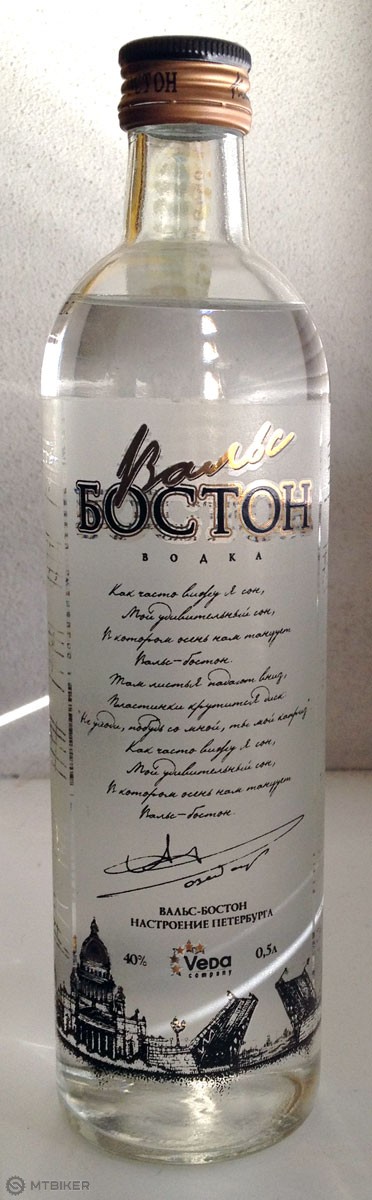 БОСТОН
Вальс
БОСТОН
ВОДКА
Как часто вижу Я сон,
Мой удивительный сон,
В котором осень нам танцует
Вальс-бостон.
Там листья падают вниз,
Пластинки крутится диск
"Не уходи, побудь со мной, ты мой каприз"
Как часто вижу Я сон,
Мой удивительный сон,
В котором осень нам танцует
Вальс-бостон.
ВАЛЬС-БОСТОН
НАСТРОЕНИЕ ПЕТЕРБУРГА
40% Veda 0,5л
company
MTBIKER